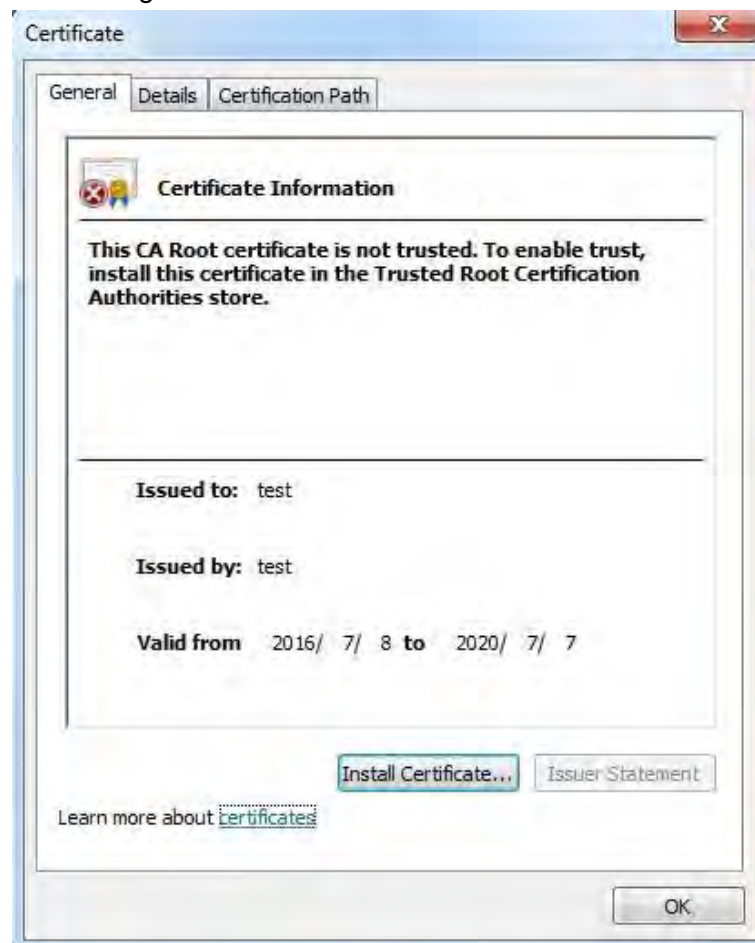 Certificate
General Details Certification Path
Certificate Information
This CA Root certificate is not trusted. To enable trust,
install this certificate in the Trusted Root Certification
Authorities store.
Issued to: test
Issued by: test
Valid from 2016/ 7/ 8 to 2020/ 7/ 7
Install Certificate... Issuer Statement
Learn more about certificates
OK